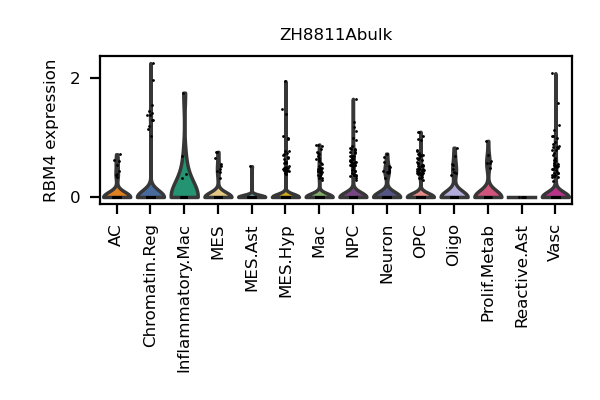 ZH8811Abulk
RBM4 expression
2
0
AC
Chromatin.Reg
Inflammatory.Mac
MES
MES.Ast
MES.Hyp
Mac
NPC
Neuron
OPC
Oligo
Prolif.Metab
Reactive.Ast
Vasc